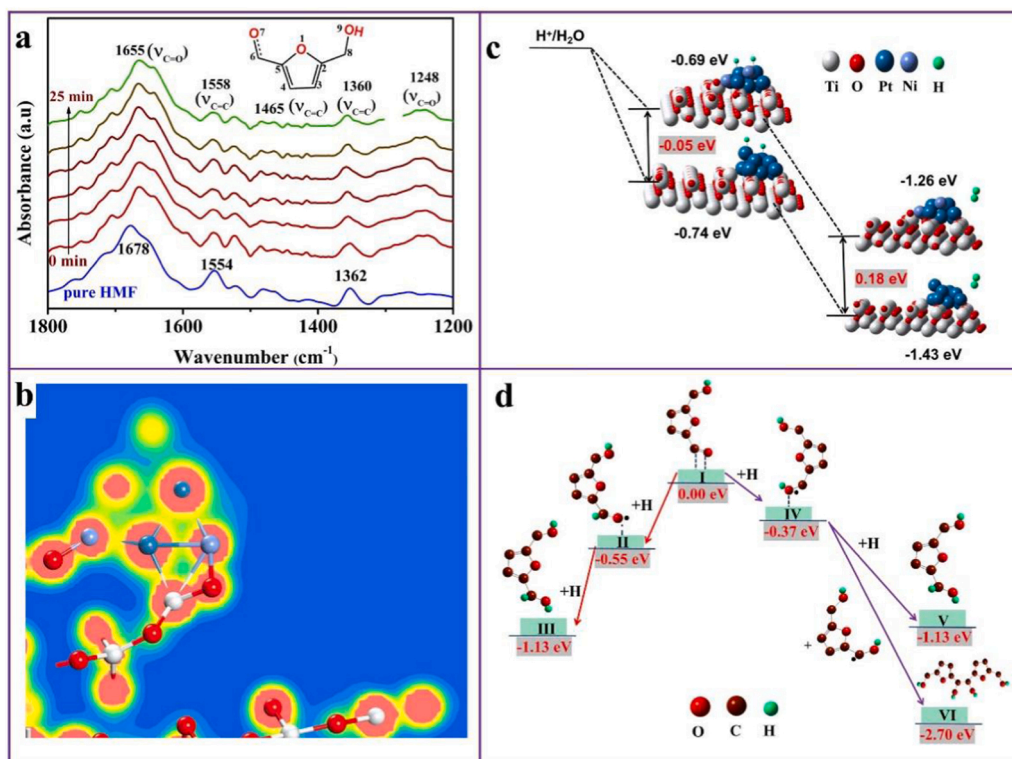 a
1655 (νC=O)
O7
9
OH
1
O
6
5
2
8
4
3
1558
(νC=C)
1465 (νC=C)
1360
(νC=C)
1248
(νC=O)
25 min
0 min
1678
1554
1362
pure HMF
Absorbance (a.u)
1800
1600
1400
1200
Wavenumber (cm-1)
b
c
H+/H2O
-0.69 eV
-0.05 eV
-0.74 eV
Ti O Pt Ni H
-1.26 eV
0.18 eV
-1.43 eV
d
I
0.00 eV
+H
+H
II
-0.55 eV
+H
III
-1.13 eV
IV
-0.37 eV
+H
V
-1.13 eV
+
VI
-2.70 eV
O C H